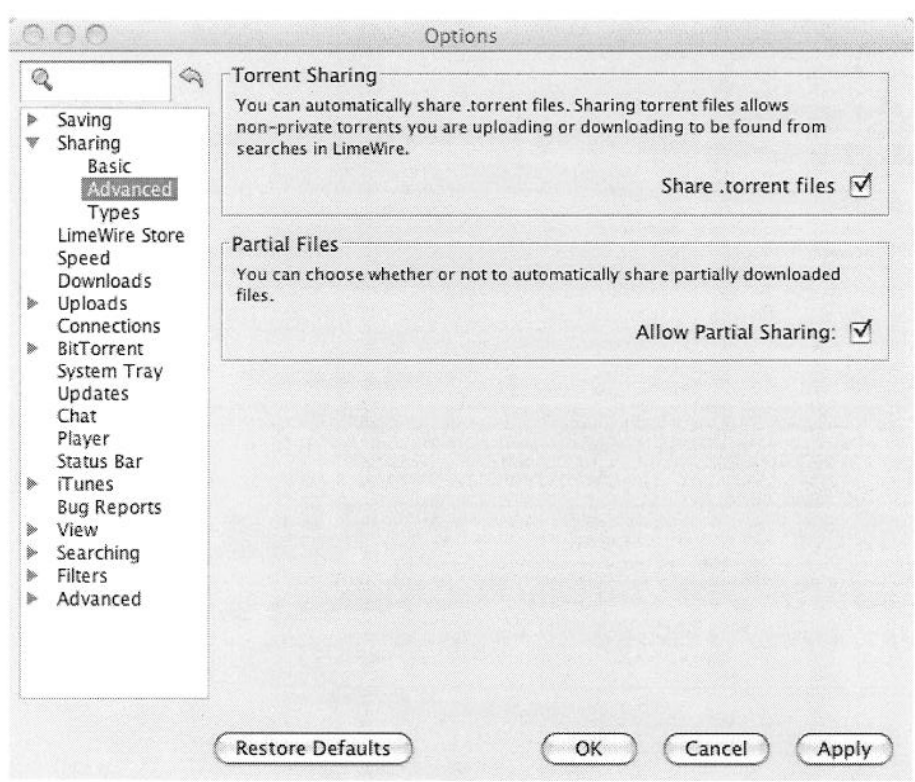 Options
Saving
Sharing
Basic
Advanced
Types
LimeWire Store
Speed
Downloads
Uploads
Connections
BitTorrent
System Tray
Updates
Chat
Player
Status Bar
iTunes
Bug Reports
View
Searching
Filters
Advanced
Torrent Sharing
You can automatically share .torrent files. Sharing torrent files allows
non-private torrents you are uploading or downloading to be found from
searches in LimeWire.
Share .torrent files
Partial Files
You can choose whether or not to automatically share partially downloaded
files.
Allow Partial Sharing:
Restore Defaults
OK
Cancel
Apply